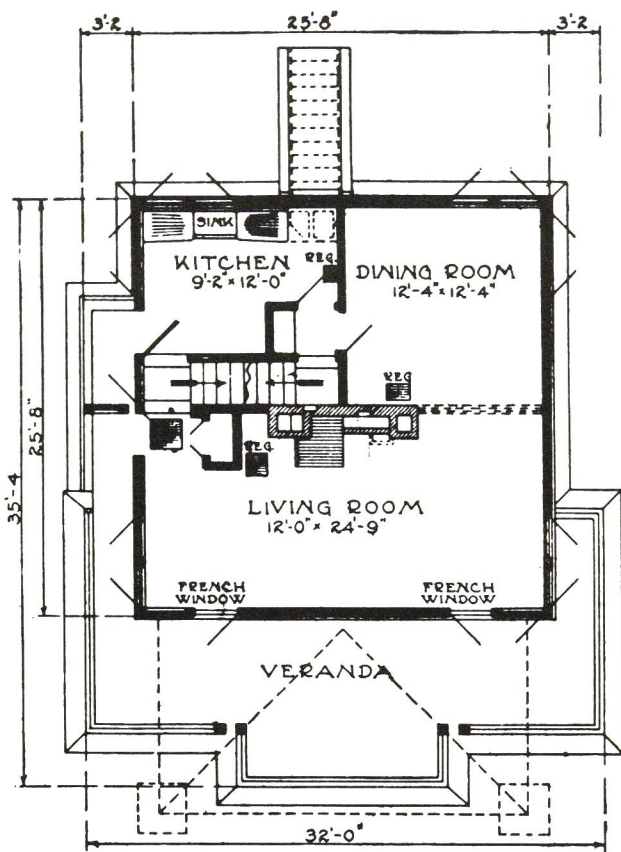 3'-2
25'-8"
3'-2
SINK
KITCHEN
9'-2" x 12'-0"
REG.
DINING ROOM
12'-4" x 12'-4"
REG
REG.
25'-8"
35'-4
LIVING ROOM
12'-0" x 24'-9"
FRENCH
WINDOW
FRENCH
WINDOW
VERANDA
32'-0"